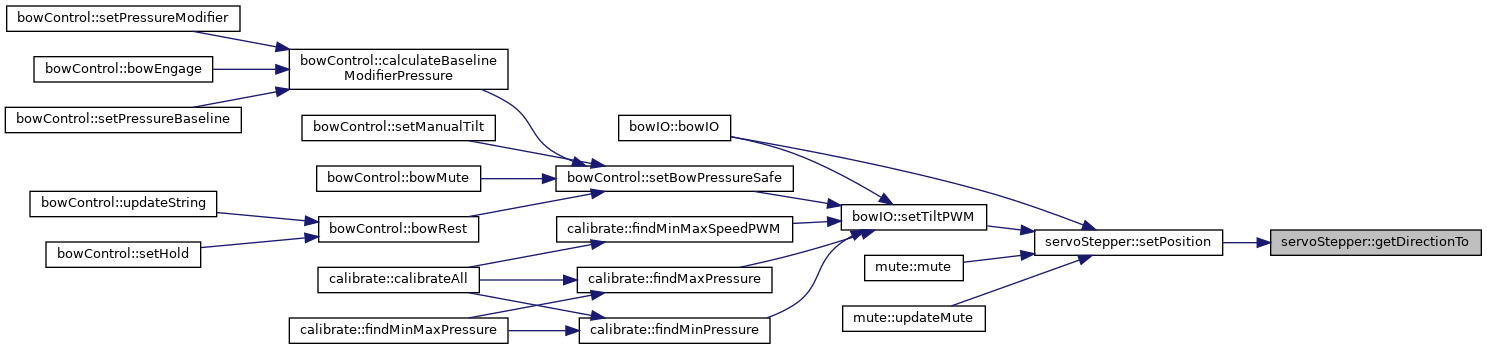 bowControl::setPressureModifier
bowControl::bowEngage
bowControl::setPressureBaseline
bowControl::calculateBaseline
ModifierPressure
bowControl::setManualTilt
bowControl::bowMute
bowControl::updateString
bowControl::setHold
bowControl::bowRest
calibrate::calibrateAll
calibrate::findMinMaxPressure
bowIO::bowIO
bowControl::setBowPressureSafe
calibrate::findMinMaxSpeedPWM
calibrate::findMaxPressure
calibrate::findMinPressure
bowIO::setTiltPWM
mute::mute
mute::updateMute
servoStepper::setPosition
servoStepper::getDirectionTo